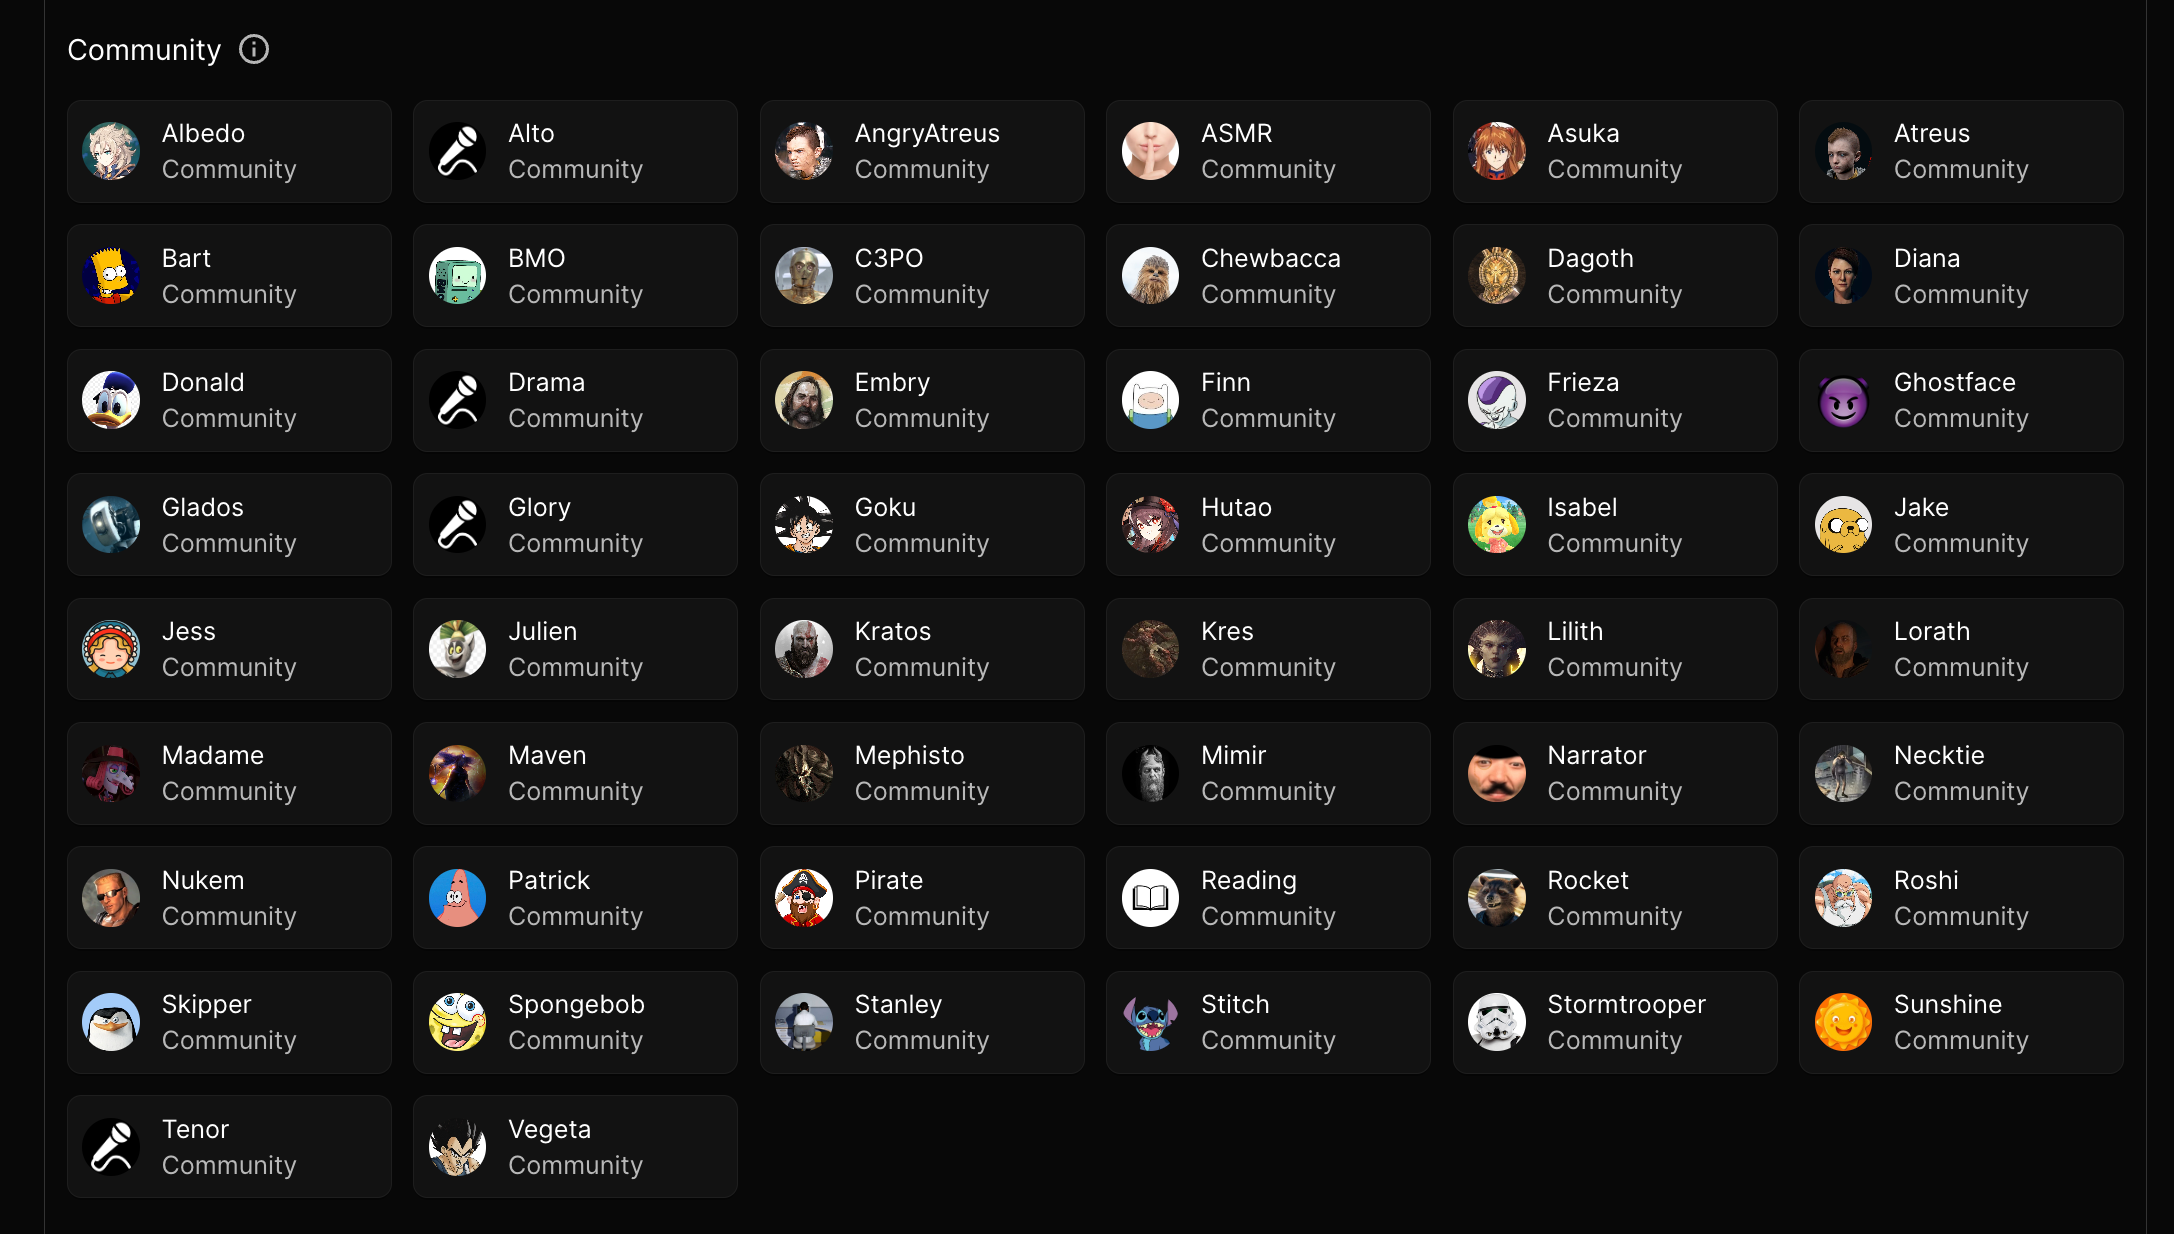 Community
Albedo
Community
Alto
Community
AngryAtreus
Community
ASMR
Community
Asuka
Community
Atreus
Community
Bart
Community
BMO
Community
C3PO
Community
Chewbacca
Community
Dagoth
Community
Diana
Community
Donald
Community
Drama
Community
Embry
Community
Finn
Community
Frieza
Community
Ghostface
Community
Glados
Community
Glory
Community
Goku
Community
Hutao
Community
Isabel
Community
Jake
Community
Jess
Community
Julien
Community
Kratos
Community
Kres
Community
Lilith
Community
Lorath
Community
Madame
Community
Maven
Community
Mephisto
Community
Mimir
Community
Narrator
Community
Necktie
Community
Nukem
Community
Patrick
Community
Pirate
Community
Reading
Community
Rocket
Community
Roshi
Community
Skipper
Community
Spongebob
Community
Stanley
Community
Stitch
Community
Stormtrooper
Community
Sunshine
Community
Tenor
Community
Vegeta
Community